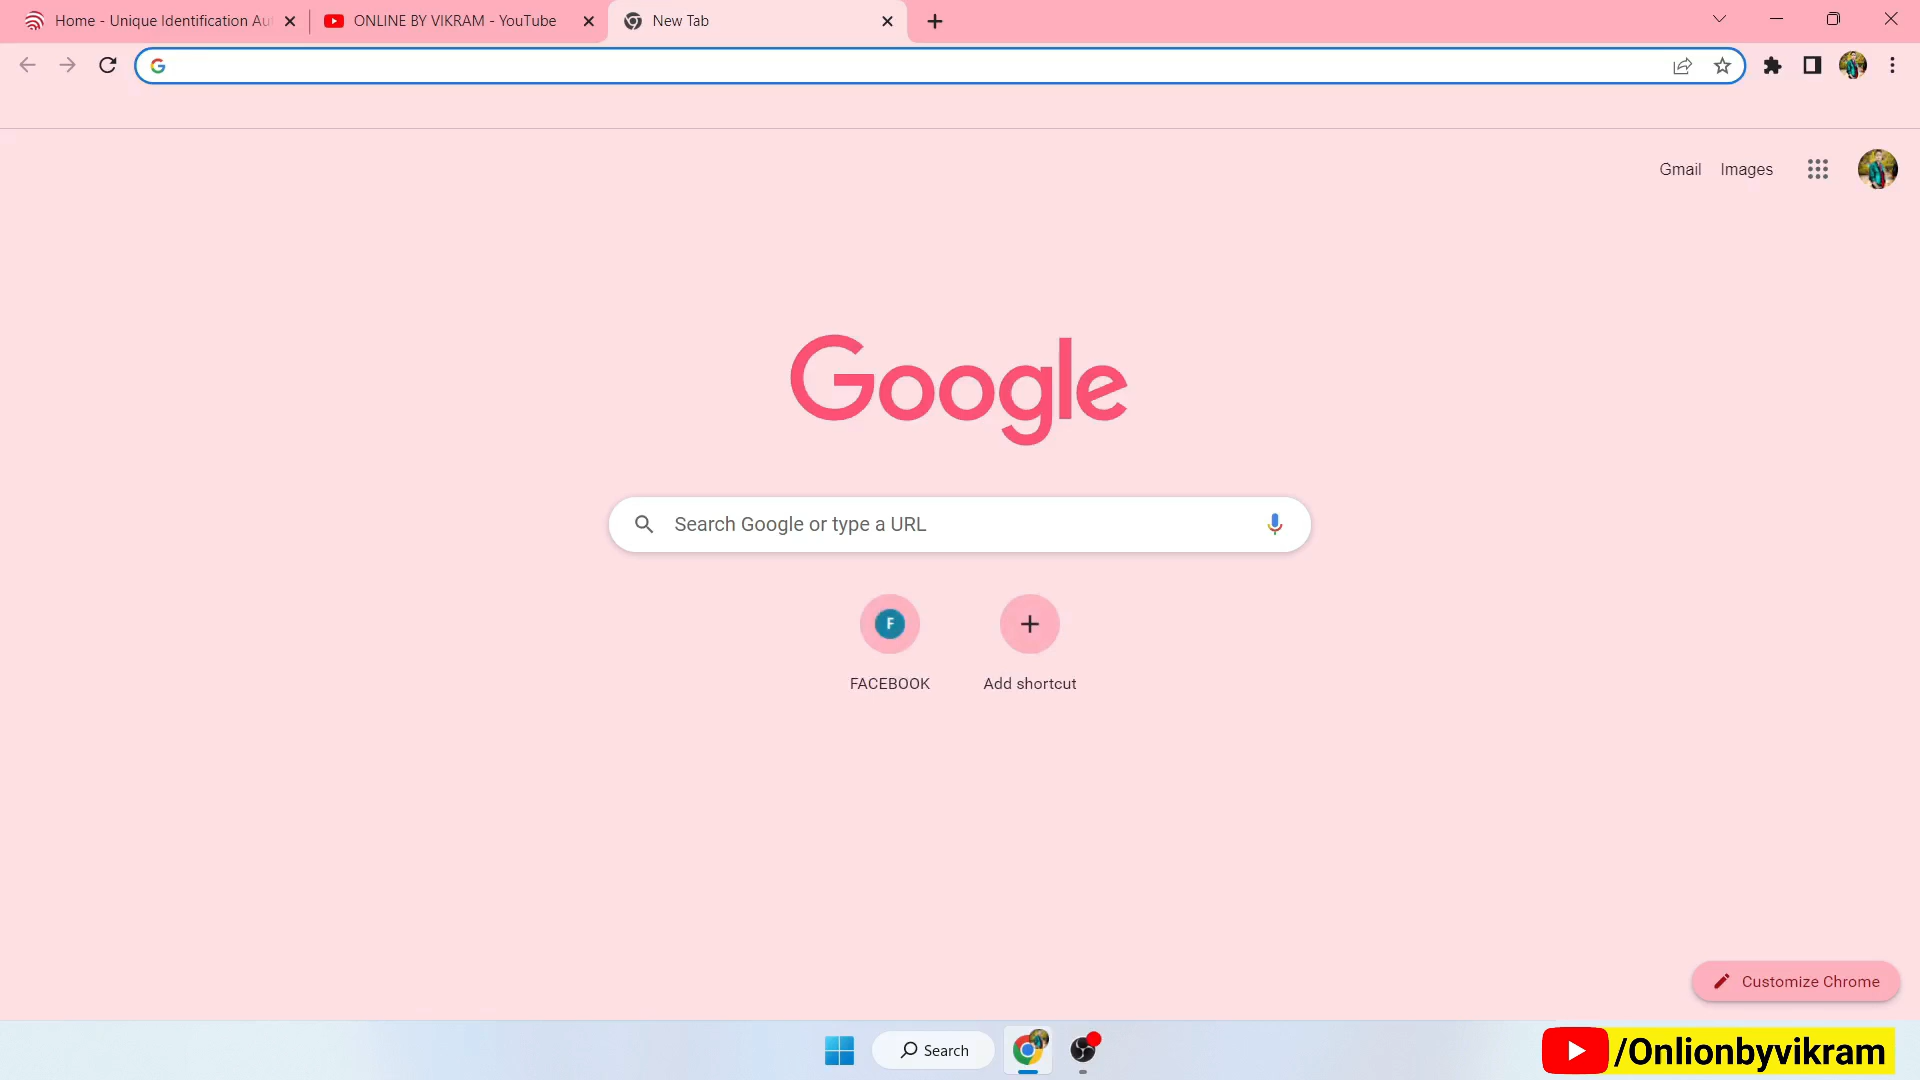 Home - Unique Identification Au
ONLINE BY VIKRAM - YouTube
New Tab
Gmail
Images
Google
Search Google or type a URL
F
FACEBOOK
Add shortcut
Customize Chrome
Search
/Onlionbyvikram